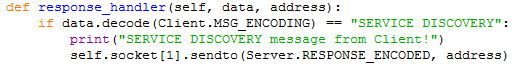 def response_handler(self, data, address):
    if data.decode(Client.MSG_ENCODING) == "SERVICE DISCOVERY":
        print("SERVICE DISCOVERY message from Client!")
        self.socket[1].sendto(Server.RESPONSE_ENCODED, address)